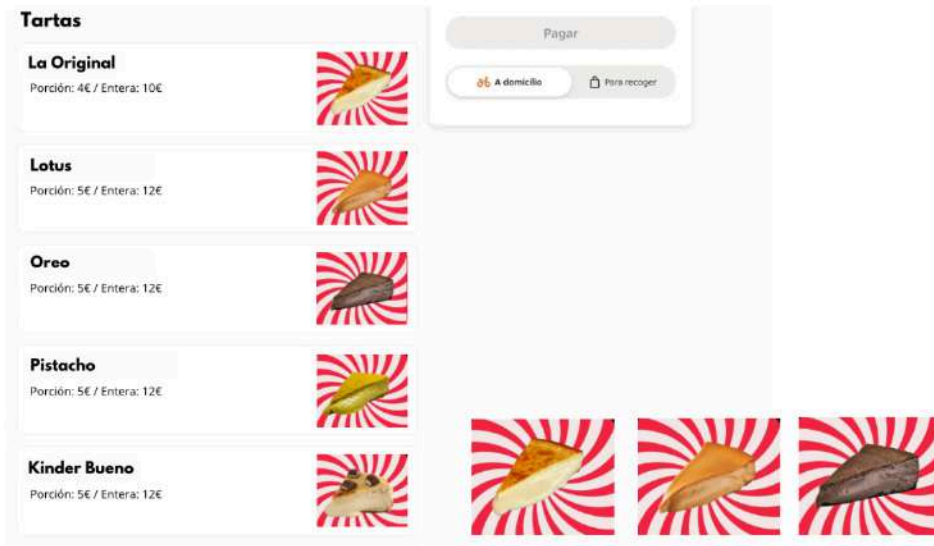 Tartas
La Original
Porción: 4€ / Entera: 10€
Lotus
Porción: 5€ / Entera: 12€
Oreo
Porción: 5€ / Entera: 12€
Pistacho
Porción: 5€ / Entera: 12€
Kinder Bueno
Porción: 5€ / Entera: 12€
Pagar
A domicilio
Para recoger